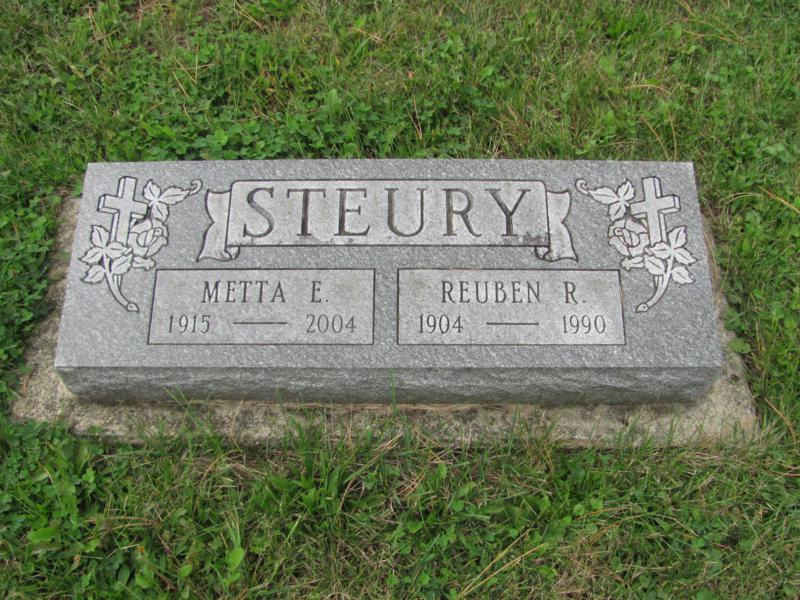 STEURY
METTA E.
1915 — 2004
REUBEN R.
1904 — 1990